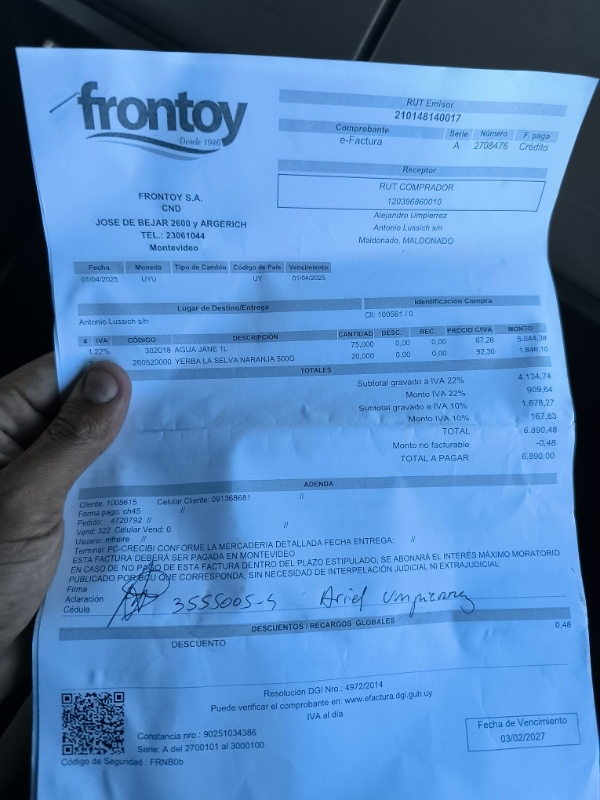 frontoy
Desde 1940
RUT Emisor
210148140017
Comprobante Serie Número F. pago
e-Factura A 2708476 Crédito
Receptor
RUT COMPRADOR
120396860010
Alejandro Umpierrez
Antonio Lussich s/n
Maldonado, MALDONADO
FRONTOY S.A.
CND
JOSE DE BEJAR 2600 y ARGERICH
TEL.: 23061044
Montevideo
Fecha Moneda Tipo de Cambio Código de País Vencimiento
01/04/2025 UYU UY 01/04/2025
Lugar de Destino/Entrega Identificación Compra
Antonio Lussich s/n Cli: 100561 / 0
# IVA CÓDIGO DESCRIPCIÓN CANTIDAD DESC. REC. PRECIO C/IVA MONTO
1 22% 302018 AGUA JANE 1L 75,000 0,00 0,00 67,26 5.044,38
260520000 YERBA LA SELVA NARANJA 500G 20,000 0,00 0,00 92,30 1.846,10
TOTALES
Subtotal gravado a IVA 22% 4.134,74
Monto IVA 22% 909,64
Subtotal gravado a IVA 10% 1.678,27
Monto IVA 10% 167,83
TOTAL 6.890,48
Monto no facturable -0,48
TOTAL A PAGAR 6.890,00
ADENDA
Cliente: 1005615 Celular Cliente: 091368681 //
Forma pago: ch45 //
Pedido: 4720792 //
Vend: 322 Celular Vend: 0 //
Usuario: mfreire //
Terminal: PC-CRECIBI CONFORME LA MERCADERIA DETALLADA FECHA ENTREGA: //
ESTA FACTURA DEBERÁ SER PAGADA EN MONTEVIDEO
EN CASO DE NO PAGO DE ESTA FACTURA DENTRO DEL PLAZO ESTIPULADO, SE ABONARÁ EL INTERÉS MÁXIMO MORATORIO
PUBLICADO POR BCU QUE CORRESPONDA, SIN NECESIDAD DE INTERPELACIÓN JUDICIAL, NI EXTRAJUDICIAL
Firma
Aclaración
Cédula 3555005-5 Ariel Umpierrez
DESCUENTOS / RECARGOS GLOBALES
DESCUENTO 0,48
Resolución DGI Nro.: 4972/2014
Puede verificar el comprobante en: www.efactura.dgi.gub.uy
IVA al día
Constancia nro.: 90251034386
Serie: A del 2700101 al 3000100
Código de Seguridad : FRNB0b
Fecha de Vencimiento
03/02/2027